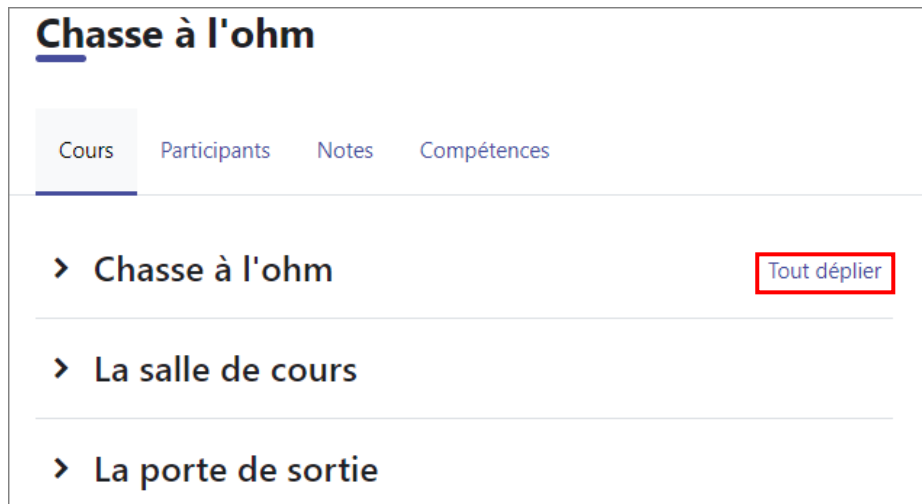 Chasse à l'ohm
Cours Participants Notes Compétences
Chasse à l'ohm Tout déplier
La salle de cours
La porte de sortie